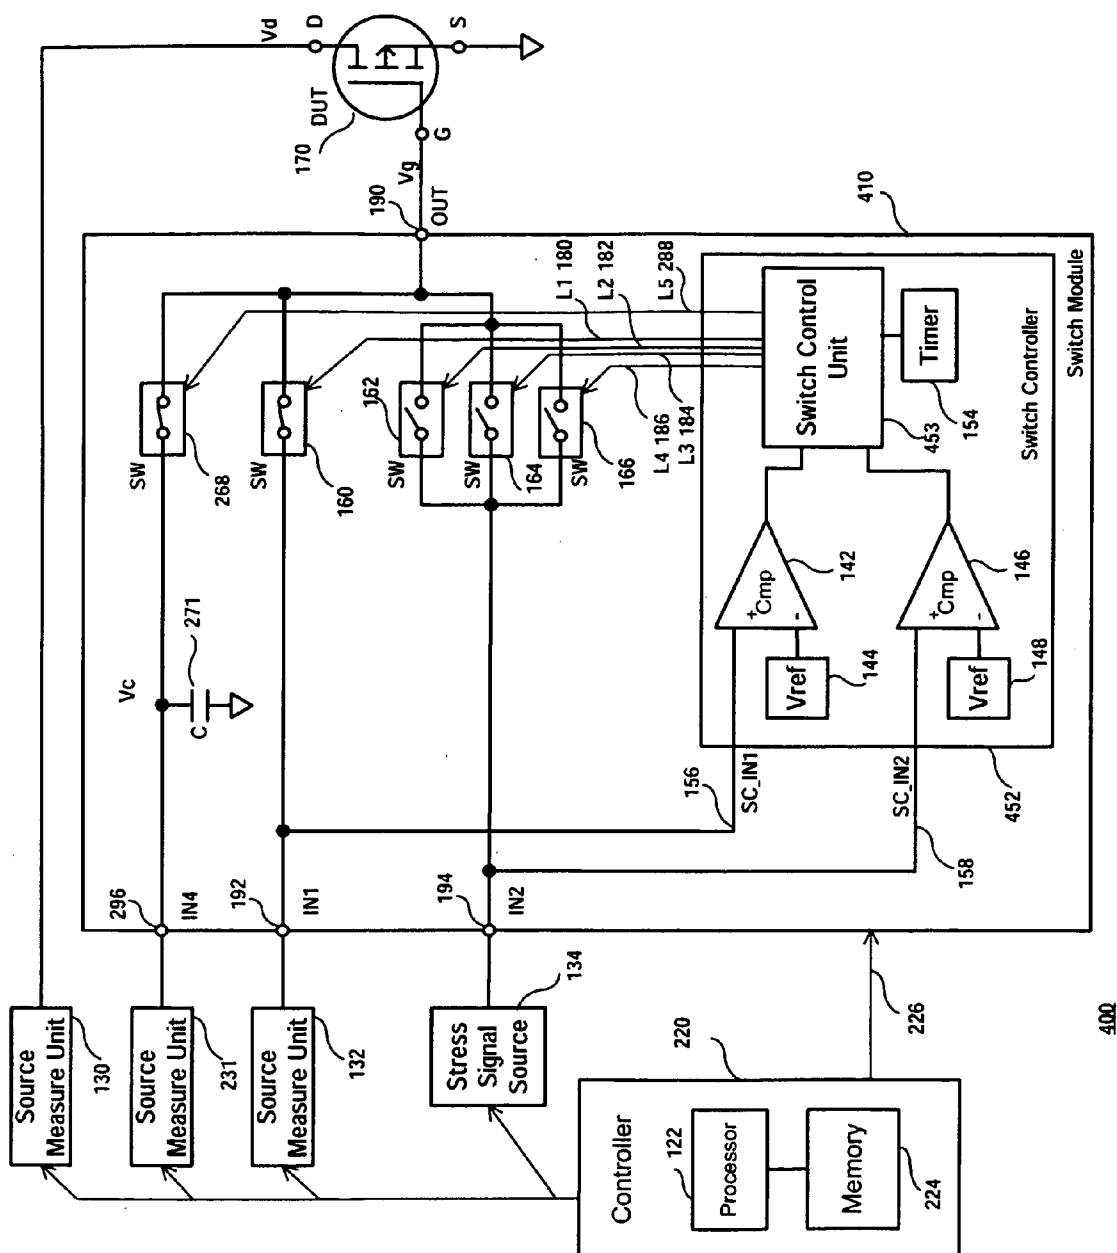 Source
Measure Unit
130
Source
Measure Unit
231
Source
Measure Unit
132
Stress
Signal
Source
134
Controller
220
122
Processor
Memory
224
226
400
296
IN4
192
IN1
194
IN2
Vc
C
271
SW
268
SW
160
162
SW
SW
164
SW
166
Vd
D
S
DUT
170
G
Vg
190
OUT
410
L1 180
L2 182
L5 288
L4 186
L3 184
156
SC_IN1
SC_IN2
158
452
Vref
144
Vref
148
+
Cmp
-
142
+
Cmp
-
146
Switch Control
Unit
453
Timer
154
Switch Controller
Switch Module